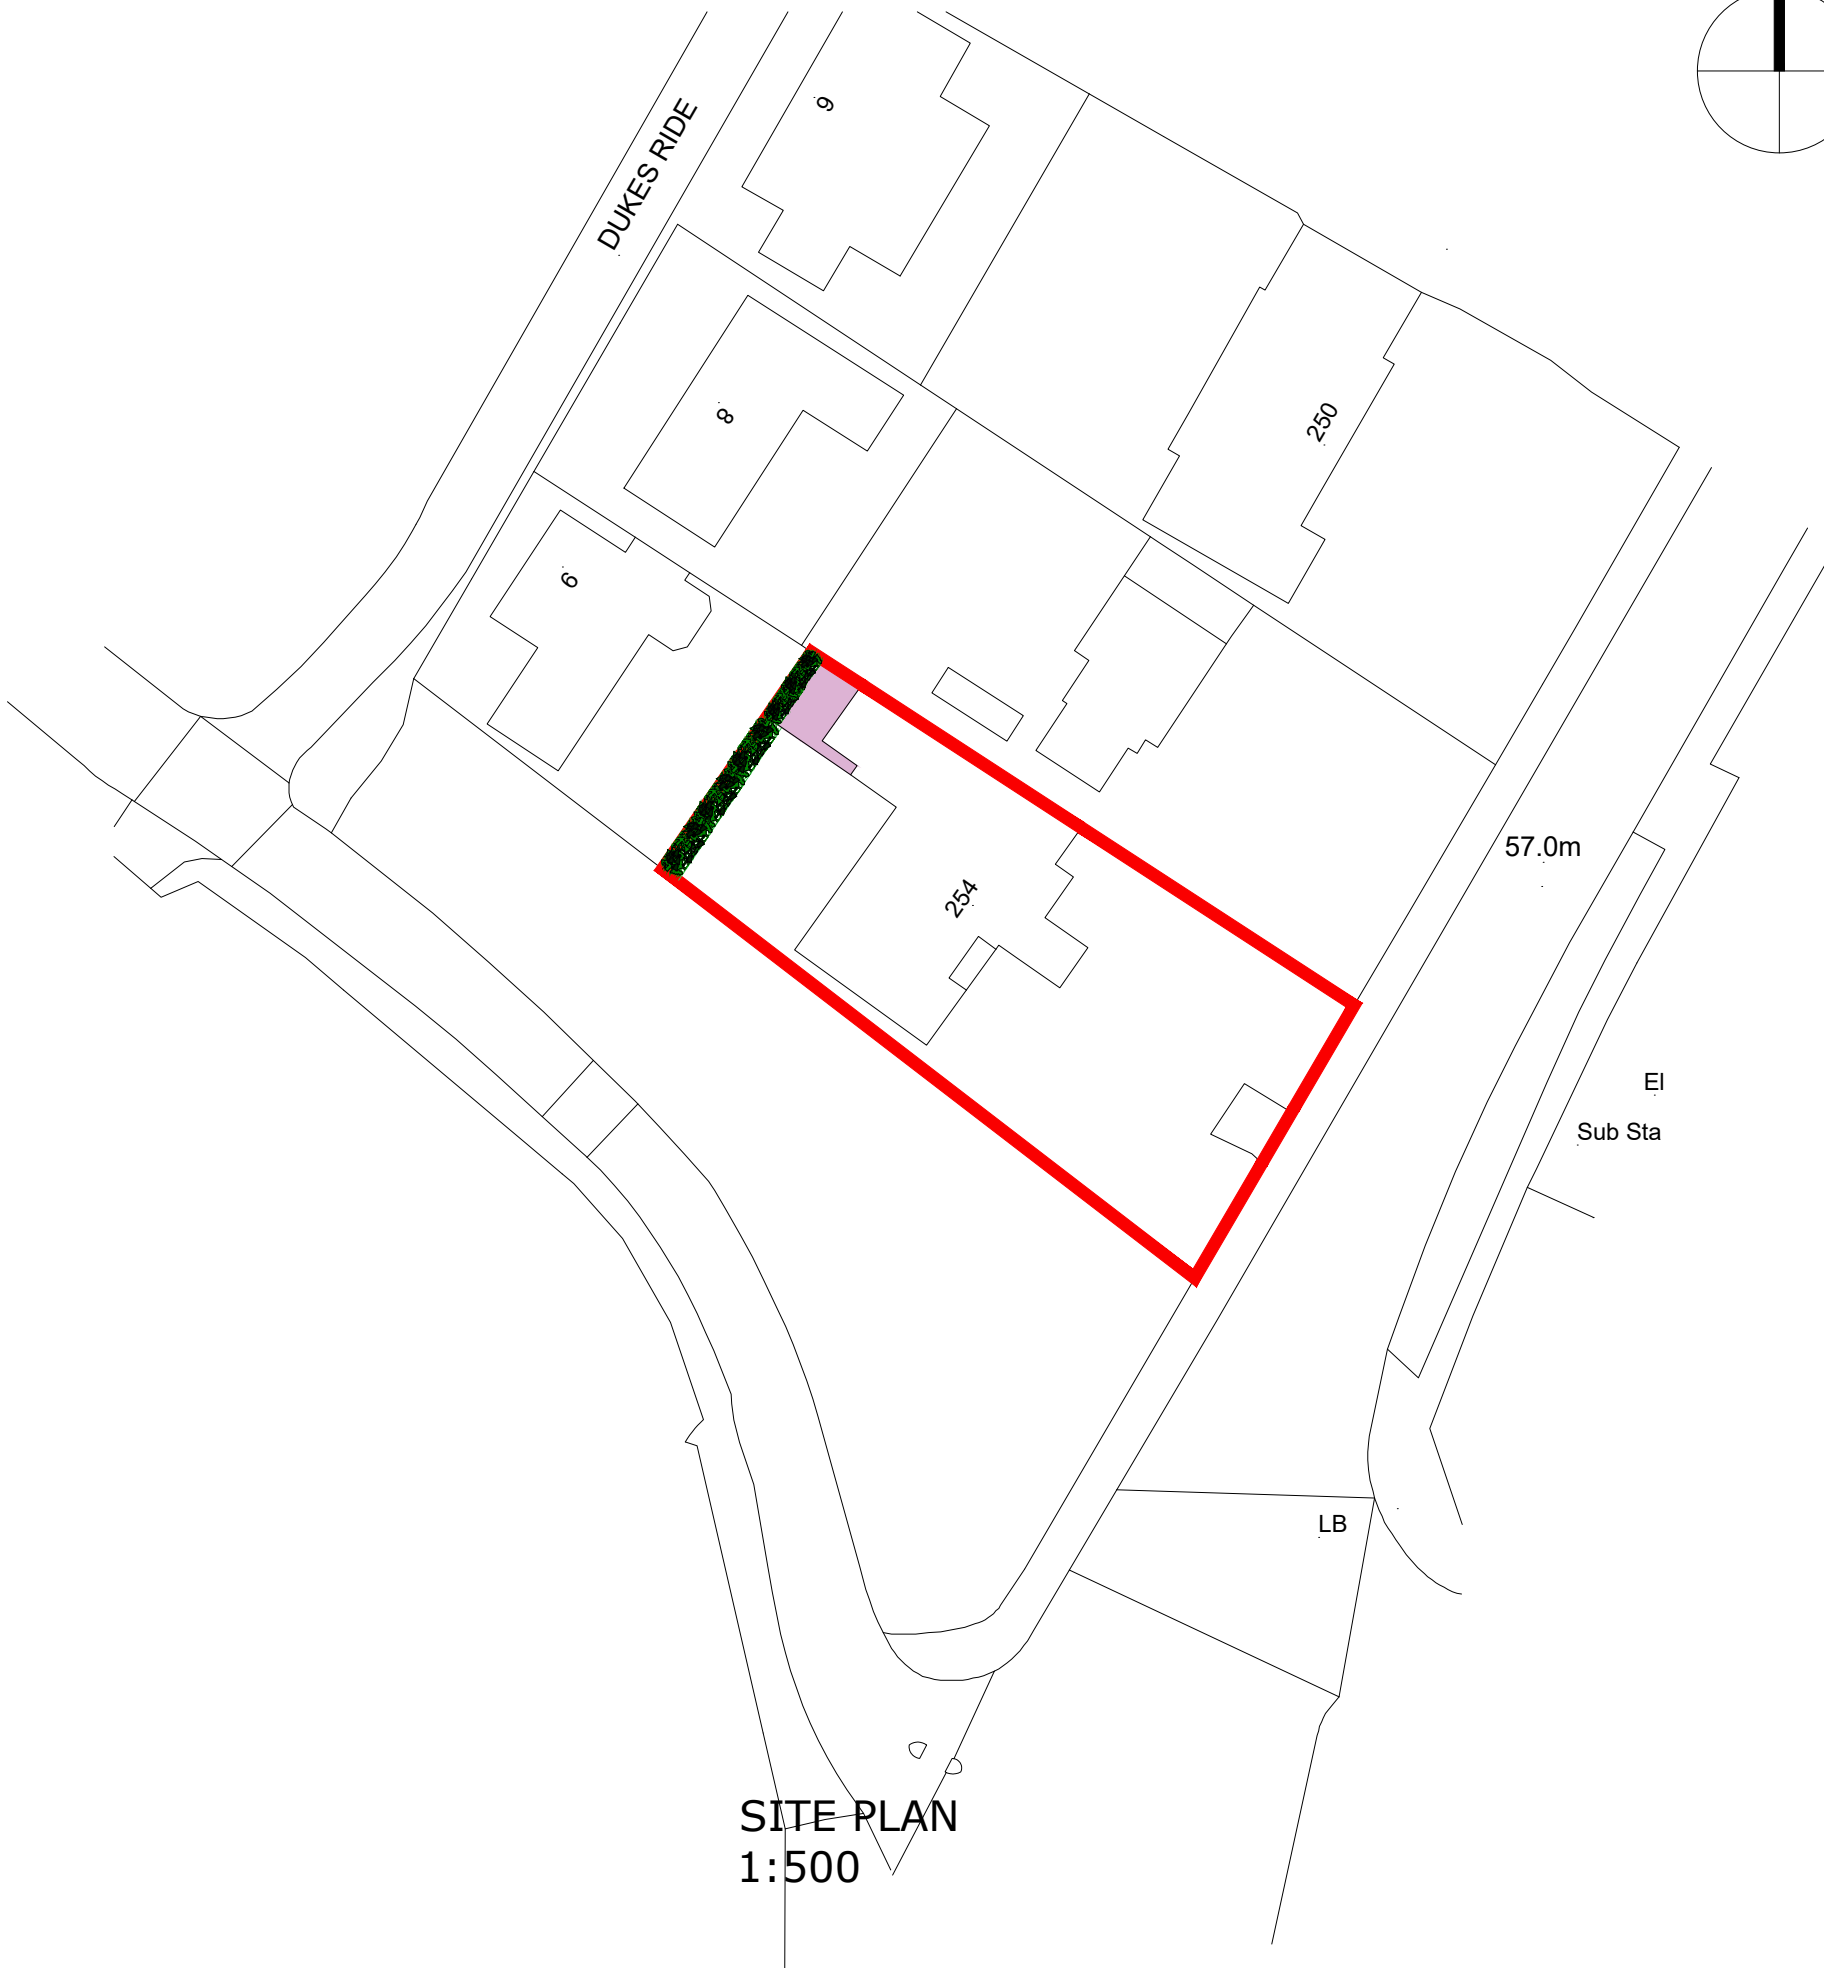 9
DUKES RIDE
8
250
6
57.0m
254
El
Sub Sta
LB
SITE PLAN
1:500